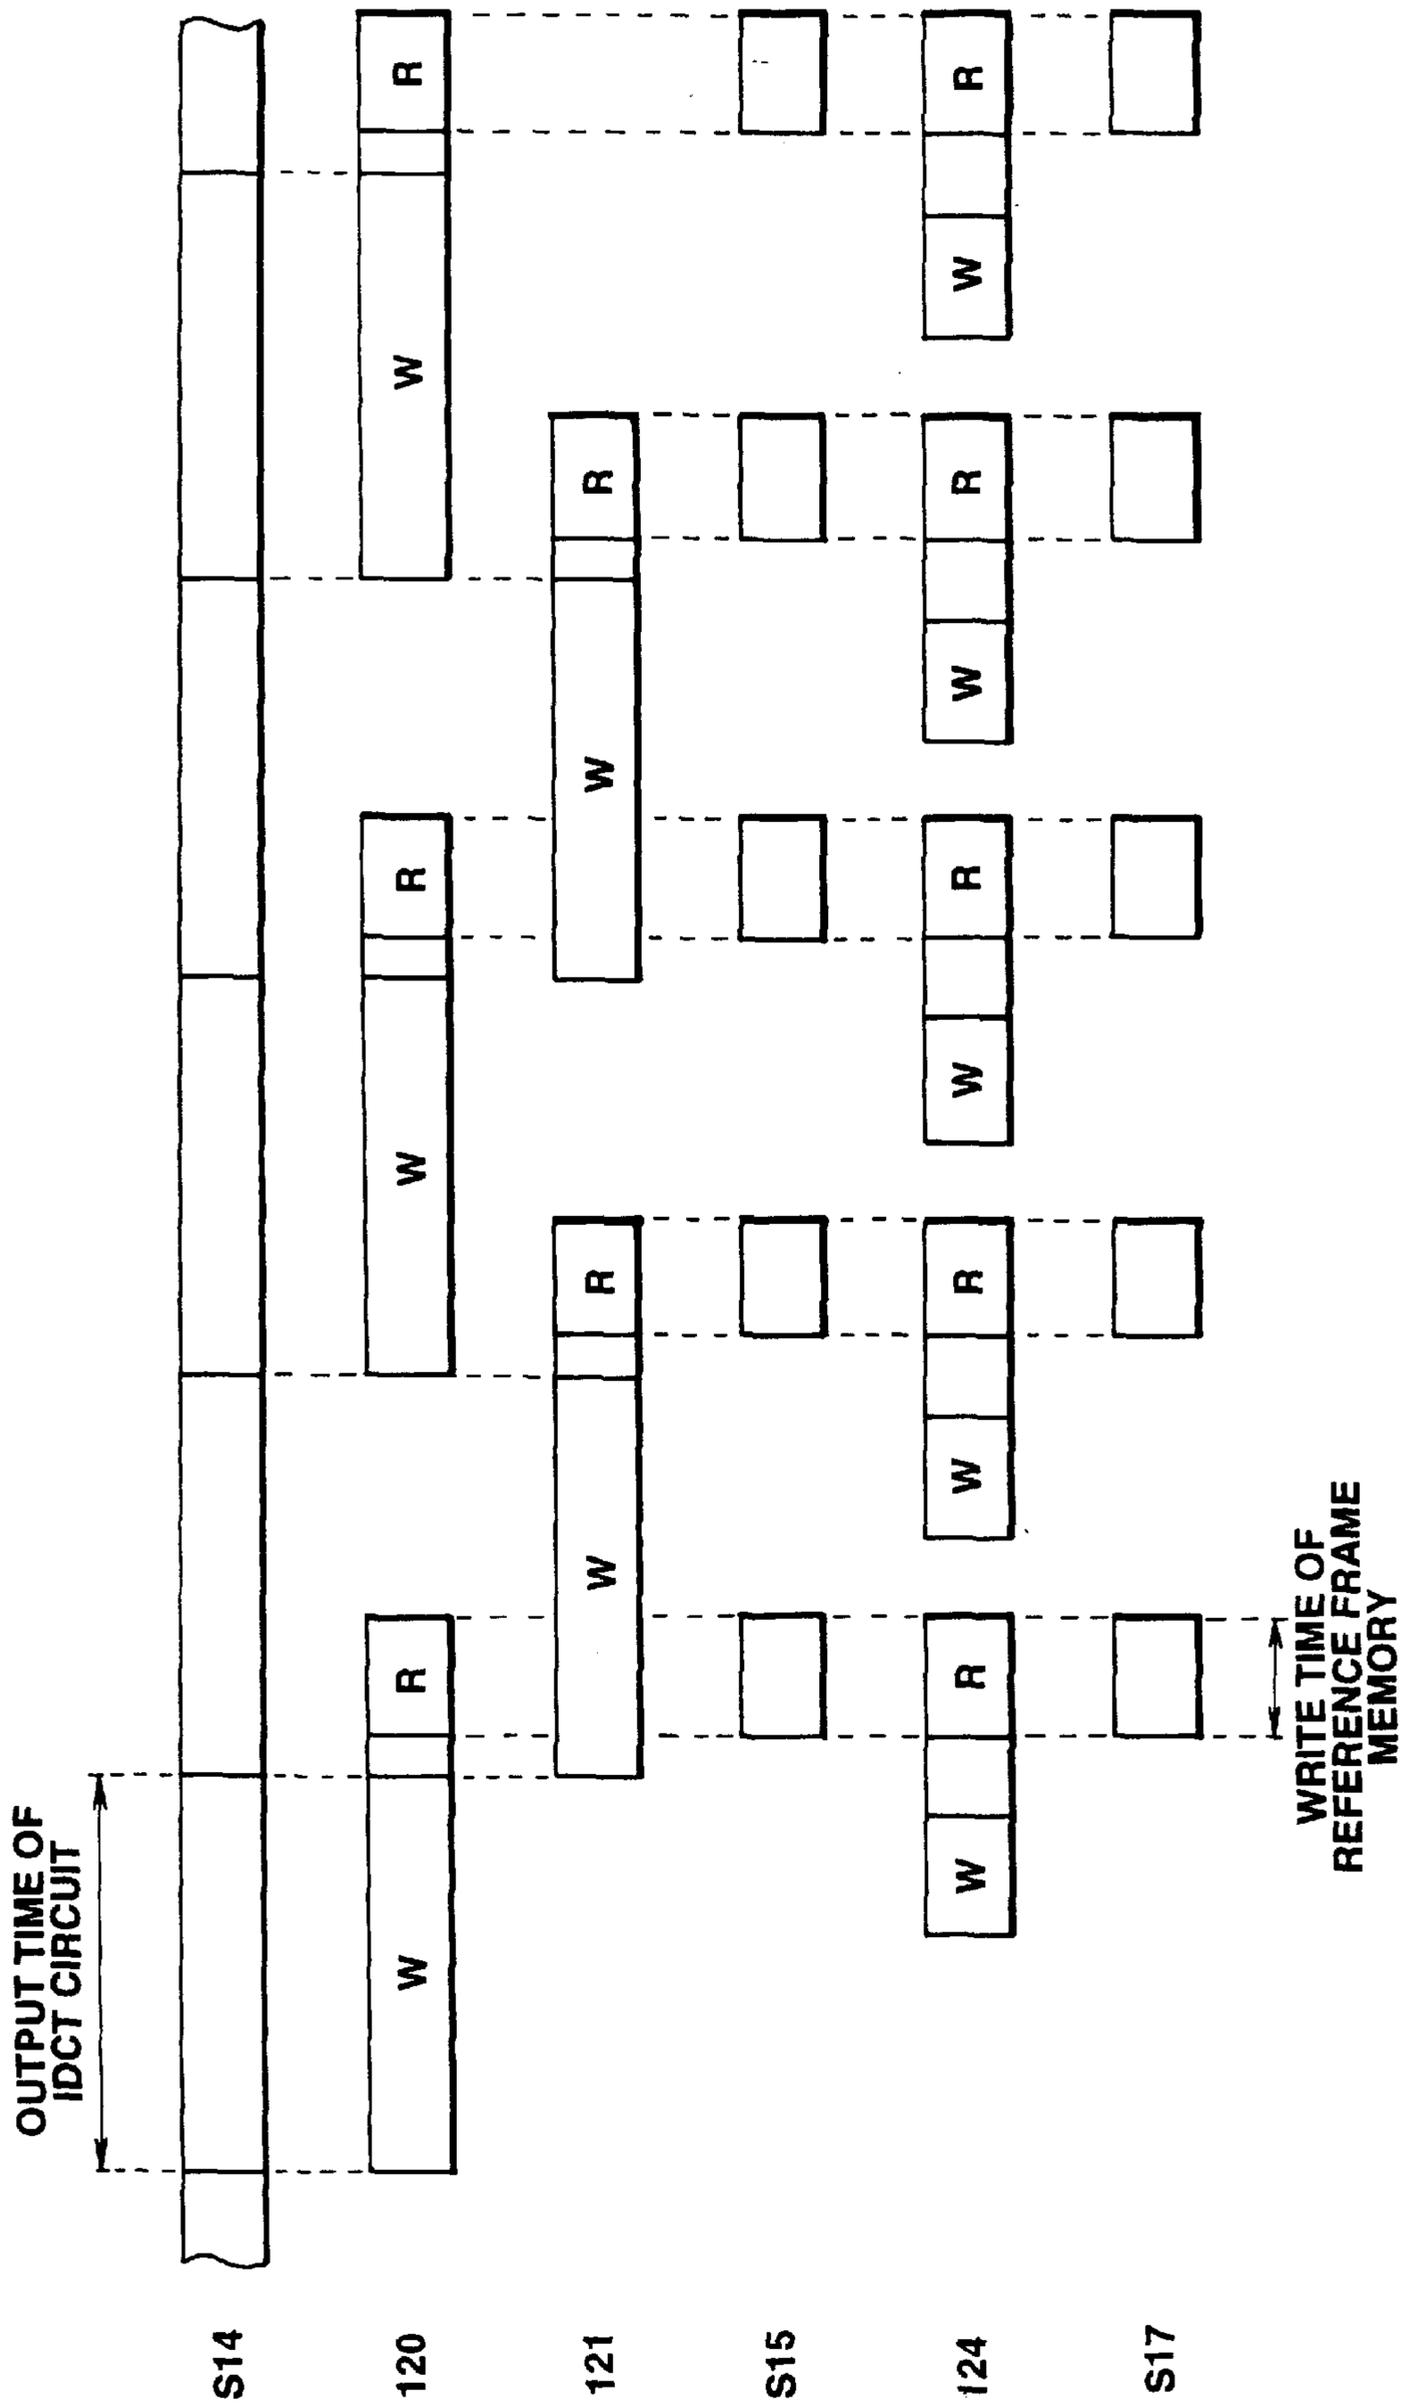 OUTPUT TIME OF
IDCT CIRCUIT
S14
120
W R W R W R
121
W R W R
S15
124
W R W R W R W R W R
S17
WRITE TIME OF
REFERENCE FRAME
MEMORY